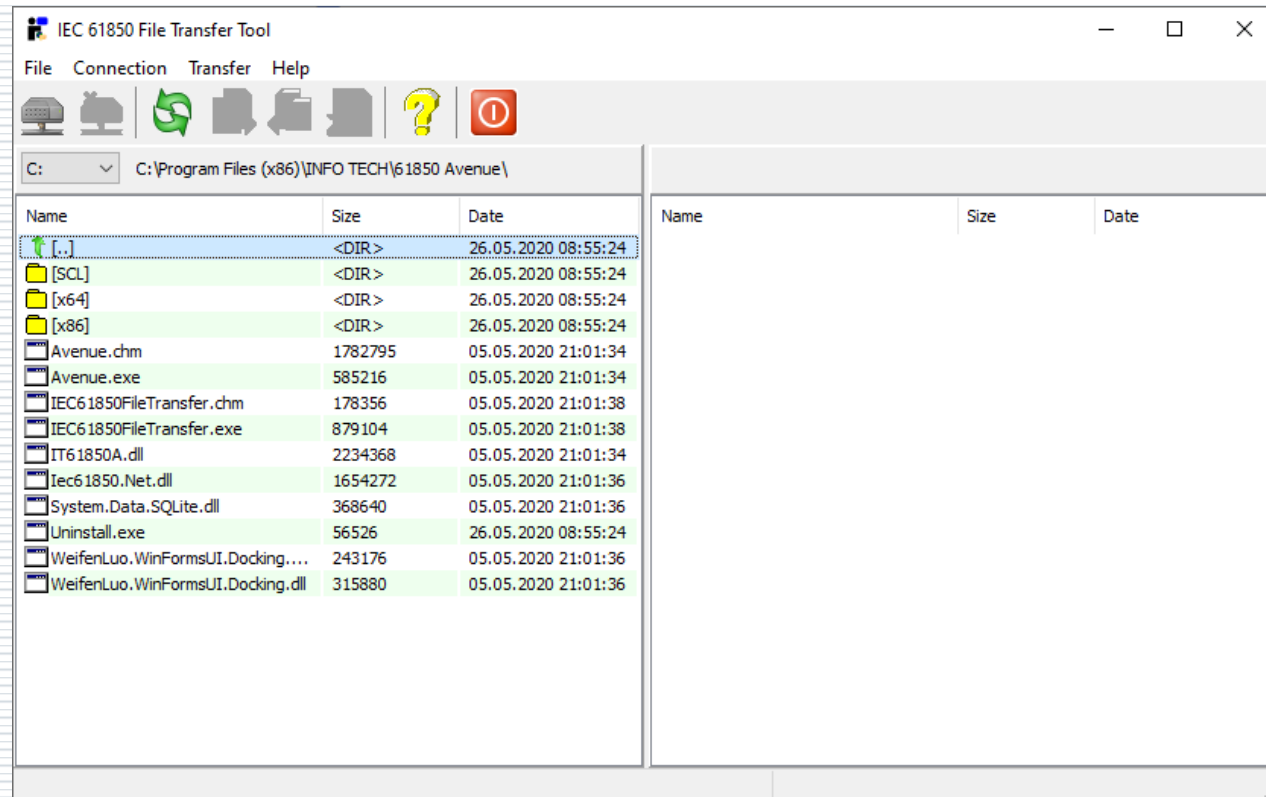 IEC 61850 File Transfer Tool
File Connection Transfer Help
C: C:\Program Files (x86)\INFO TECH\61850 Avenue\
Name Size Date Name Size Date
[..] <DIR> 26.05.2020 08:55:24
[SCL] <DIR> 26.05.2020 08:55:24
[x64] <DIR> 26.05.2020 08:55:24
[x86] <DIR> 26.05.2020 08:55:24
Avenue.chm 1782795 05.05.2020 21:01:34
Avenue.exe 585216 05.05.2020 21:01:34
IEC61850FileTransfer.chm 178356 05.05.2020 21:01:38
IEC61850FileTransfer.exe 879104 05.05.2020 21:01:38
IT61850A.dll 2234368 05.05.2020 21:01:34
Iec61850.Net.dll 1654272 05.05.2020 21:01:36
System.Data.SQLite.dll 368640 05.05.2020 21:01:36
Uninstall.exe 56526 26.05.2020 08:55:24
WeifenLuo.WinFormsUI.Docking.... 243176 05.05.2020 21:01:36
WeifenLuo.WinFormsUI.Docking.dll 315880 05.05.2020 21:01:36